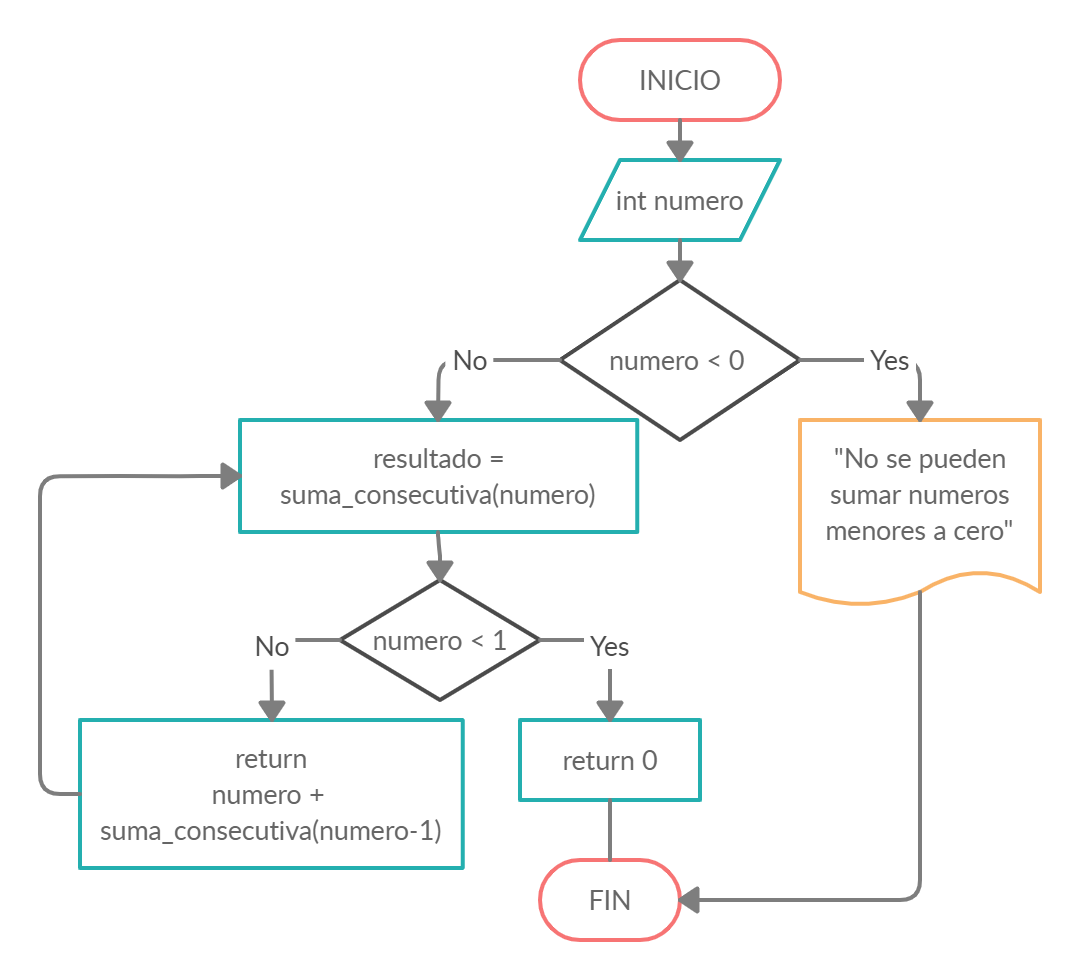 INICIO
int numero
numero < 0
No
Yes
resultado =
suma_consecutiva(numero)
"No se pueden
sumar numeros
menores a cero"
numero < 1
No
Yes
return
numero +
suma_consecutiva(numero-1)
return 0
FIN